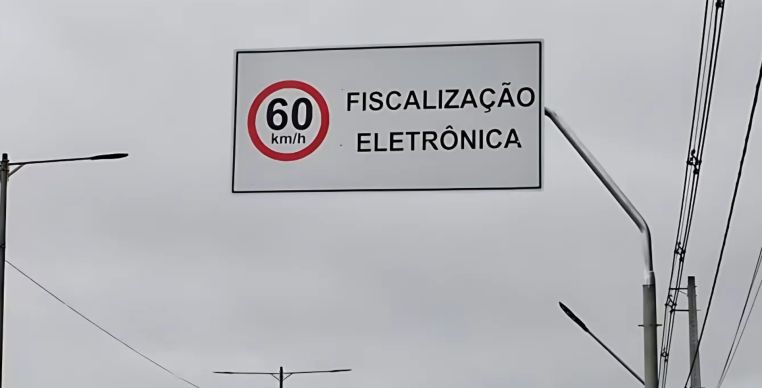 60
km/h
FISCALIZAÇÃO
ELETRÔNICA